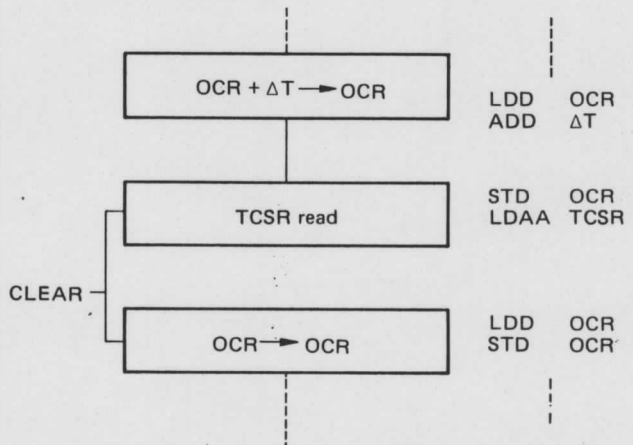 OCR + ΔT → OCR
LDD OCR
ADD ΔT
TCSR read
STD OCR
LDAA TCSR
CLEAR
OCR → OCR
LDD OCR
STD OCR